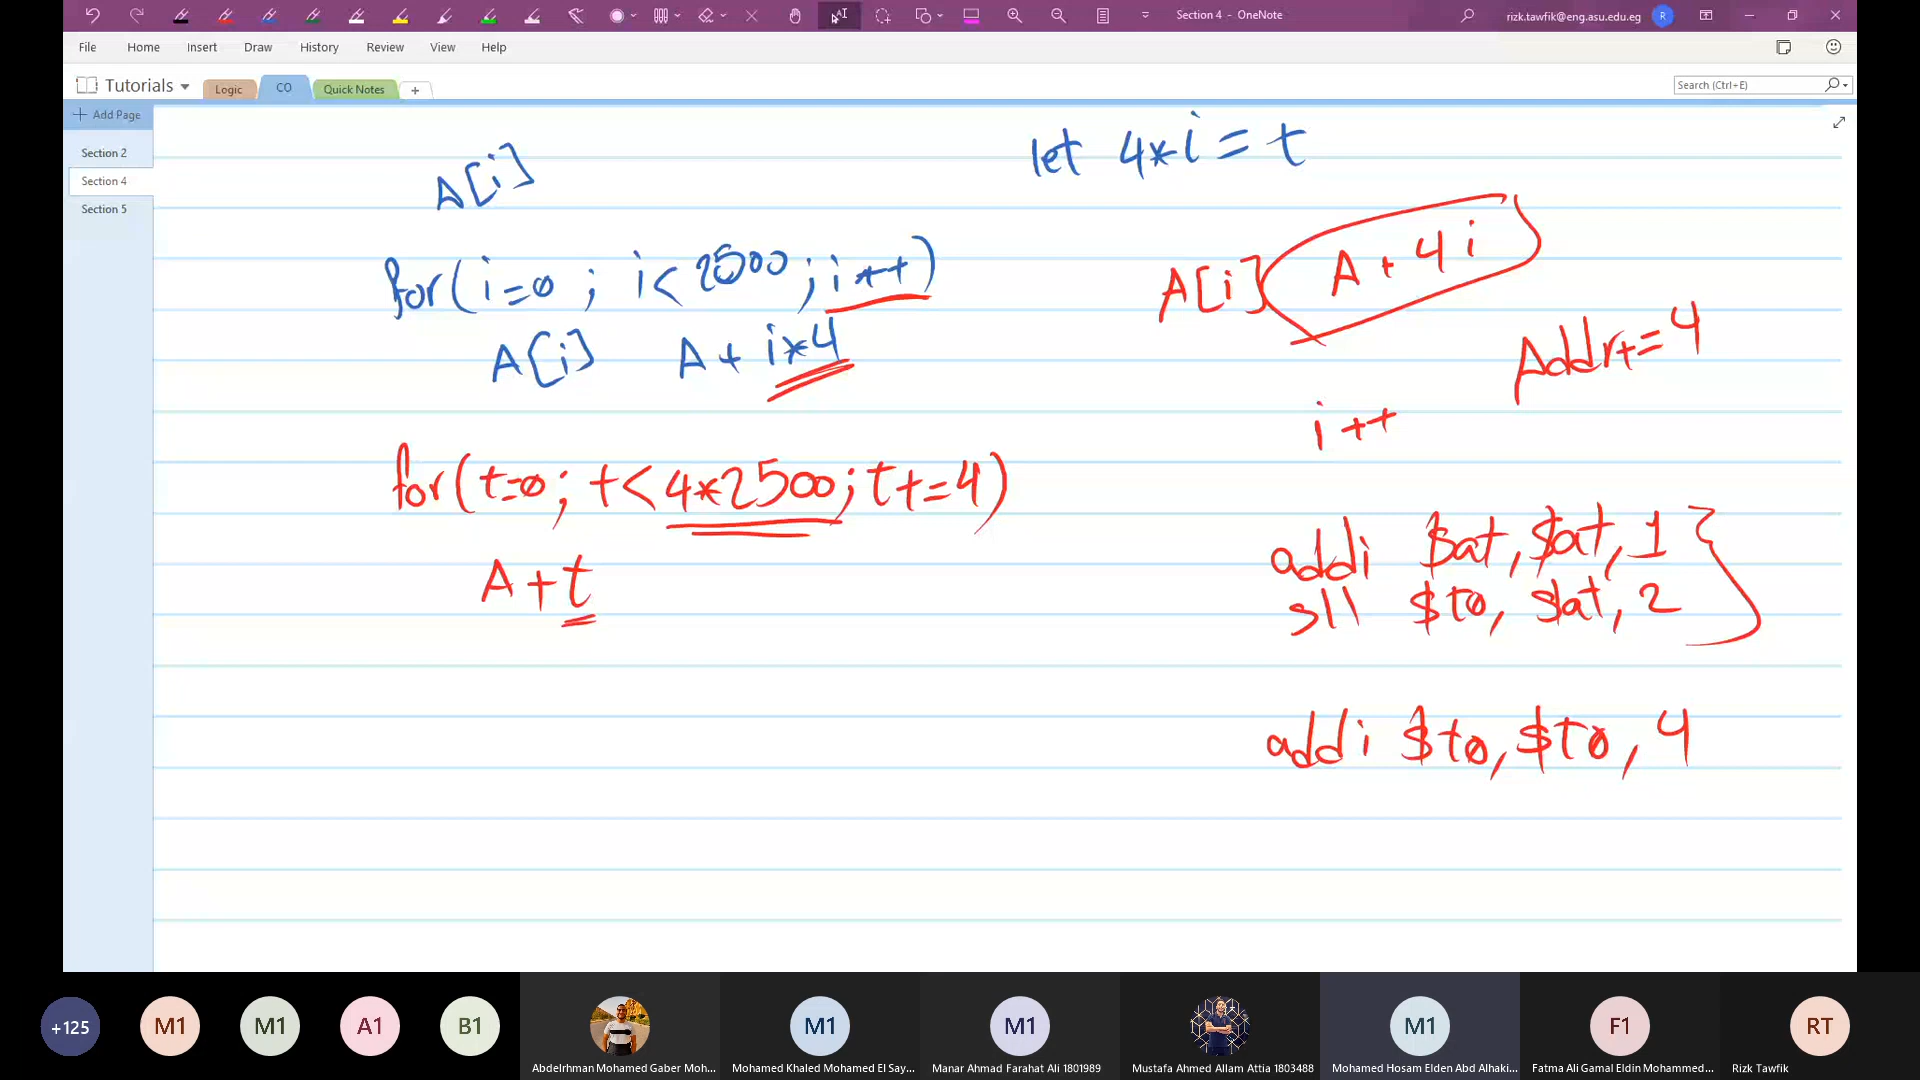 Section 4 - OneNote
rizk.tawfik@eng.asu.edu.eg
R
File Home Insert Draw History Review View Help
Tutorials
Logic
CO
Quick Notes
+
Search (Ctrl+E)
Add Page
Section 2
Section 4
Section 5
A[i]
for(i=0 ; i<2500 ; i++)
A[i] A + i*4
for(t=0; t<4*2500; t+=4)
A+t
let 4*i = t
A[i] A + 4i
Addr+=4
i++
addi $at, $at, 1
sll $t0, $at, 2
addi $t0, $t0, 4
+125
M1
M1
A1
B1
Abdelrhman Mohamed Gaber Moh...
M1
Mohamed Khaled Mohamed El Say...
M1
Manar Ahmad Farahat Ali 1801989
Mustafa Ahmed Allam Attia 1803488
M1
Mohamed Hosam Elden Abd Alhaki...
F1
Fatma Ali Gamal Eldin Mohammed...
RT
Rizk Tawfik